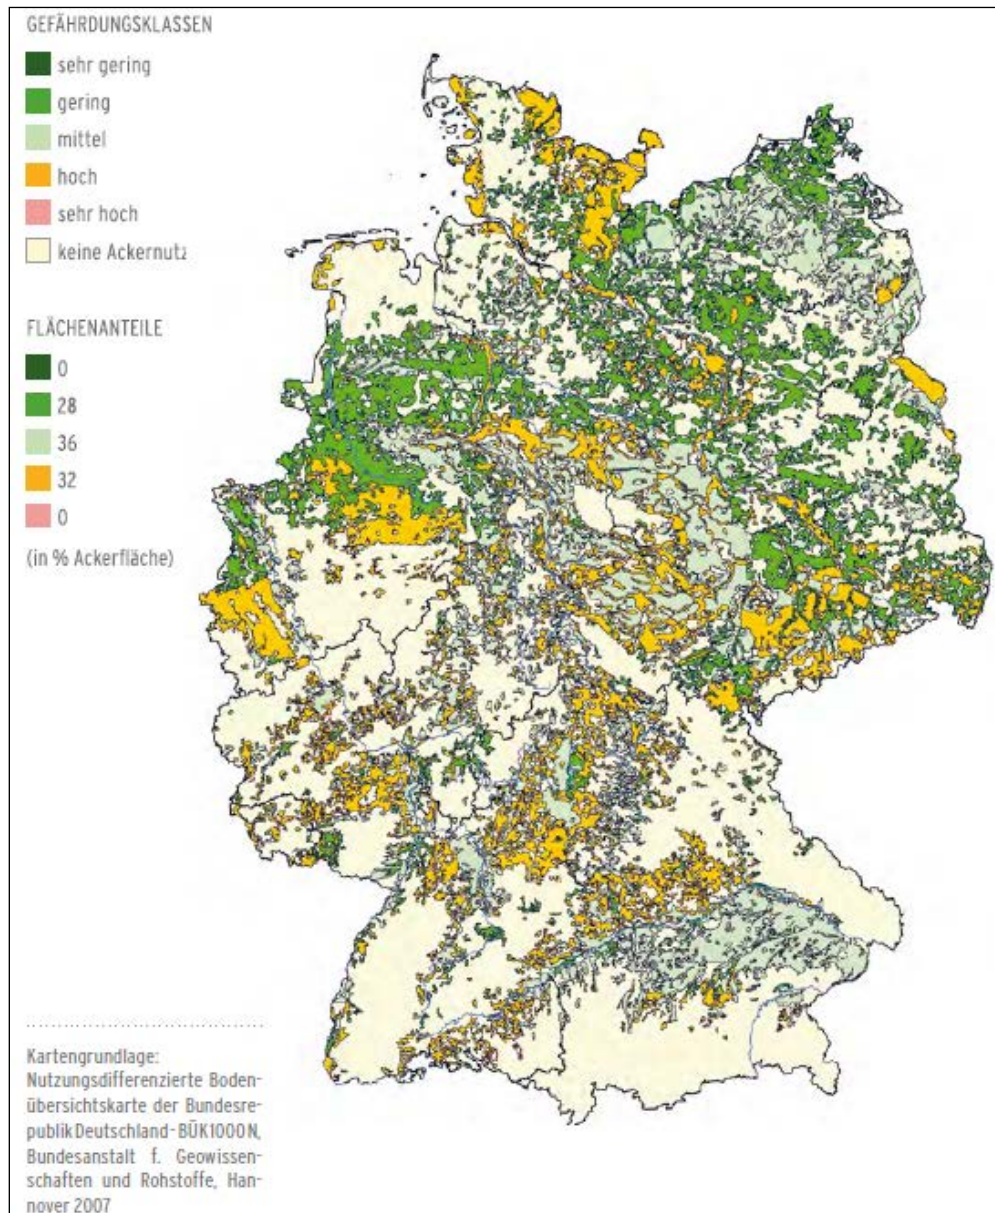 GEFÄHRDUNGSKLASSEN
sehr gering
gering
mittel
hoch
sehr hoch
keine Ackernutz
FLÄCHENANTEILE
0
28
36
32
0
(in % Ackerfläche)
Kartengrundlage:
Nutzungsdifferenzierte Boden-
übersichtskarte der Bundesre-
publik Deutschland - BÜK1000 N,
Bundesanstalt f. Geowissen-
schaften und Rohstoffe, Han-
nover 2007